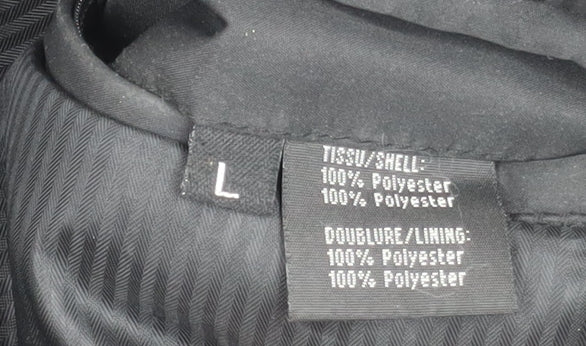 L
TISSU/SHELL:
100% Polyester
100% Polyester
DOUBLURE/LINING:
100% Polyester
100% Polyester